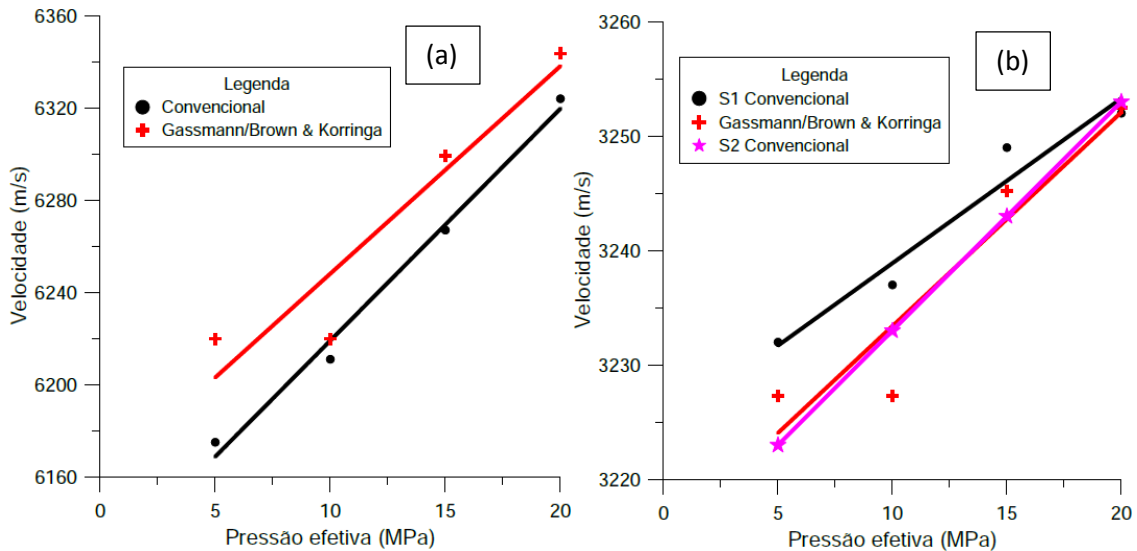 (a)
Legenda
Convencional
Gassmann/Brown & Korringa
Velocidade (m/s)
6360
6320
6280
6240
6200
6160
0 5 10 15 20
Pressão efetiva (MPa)
(b)
Legenda
S1 Convencional
Gassmann/Brown & Korringa
S2 Convencional
Velocidade (m/s)
3260
3250
3240
3230
3220
0 5 10 15 20
Pressão efetiva (MPa)